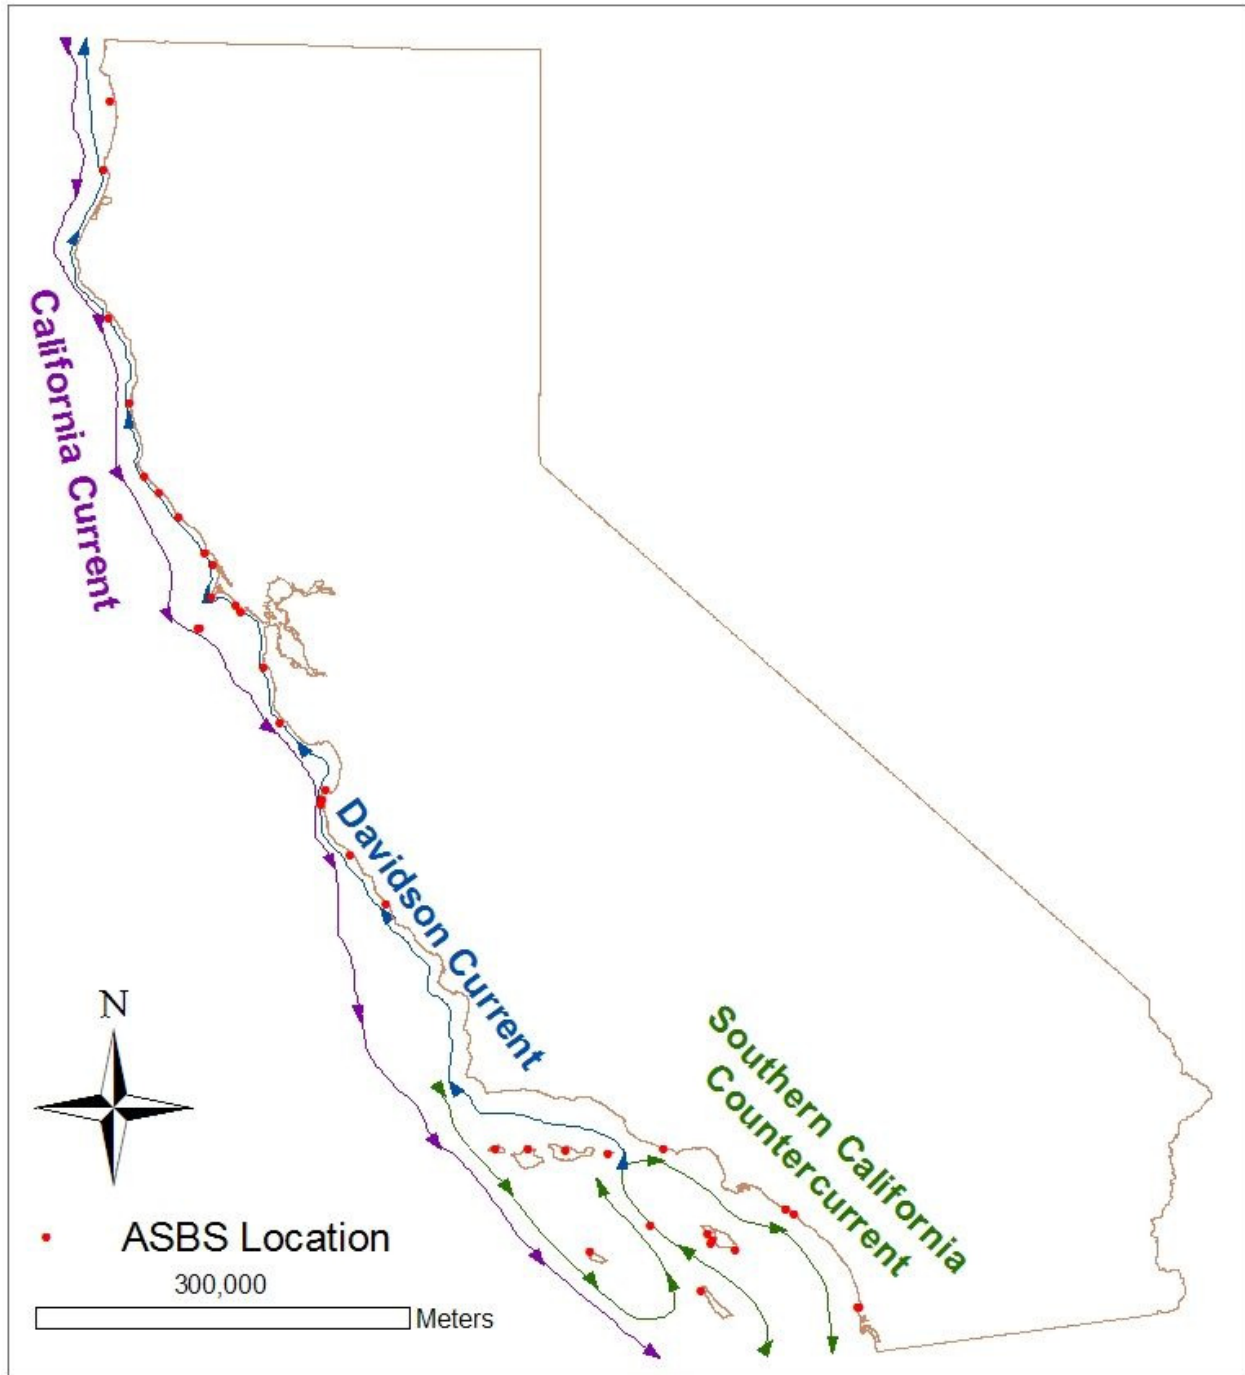 California Current
Davidson Current
Southern California
Countercurrent
N
ASBS Location
300,000
Meters